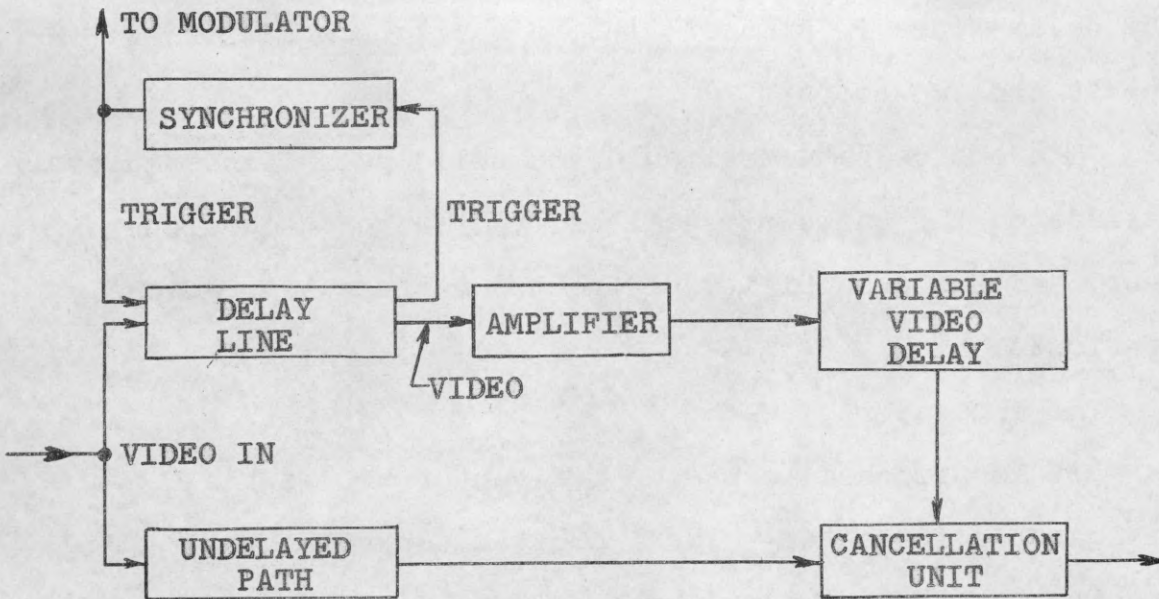 TO MODULATOR
SYNCHRONIZER
TRIGGER
TRIGGER
DELAY
LINE
AMPLIFIER
VARIABLE
VIDEO
DELAY
VIDEO
VIDEO IN
UNDELAYED
PATH
CANCELLATION
UNIT